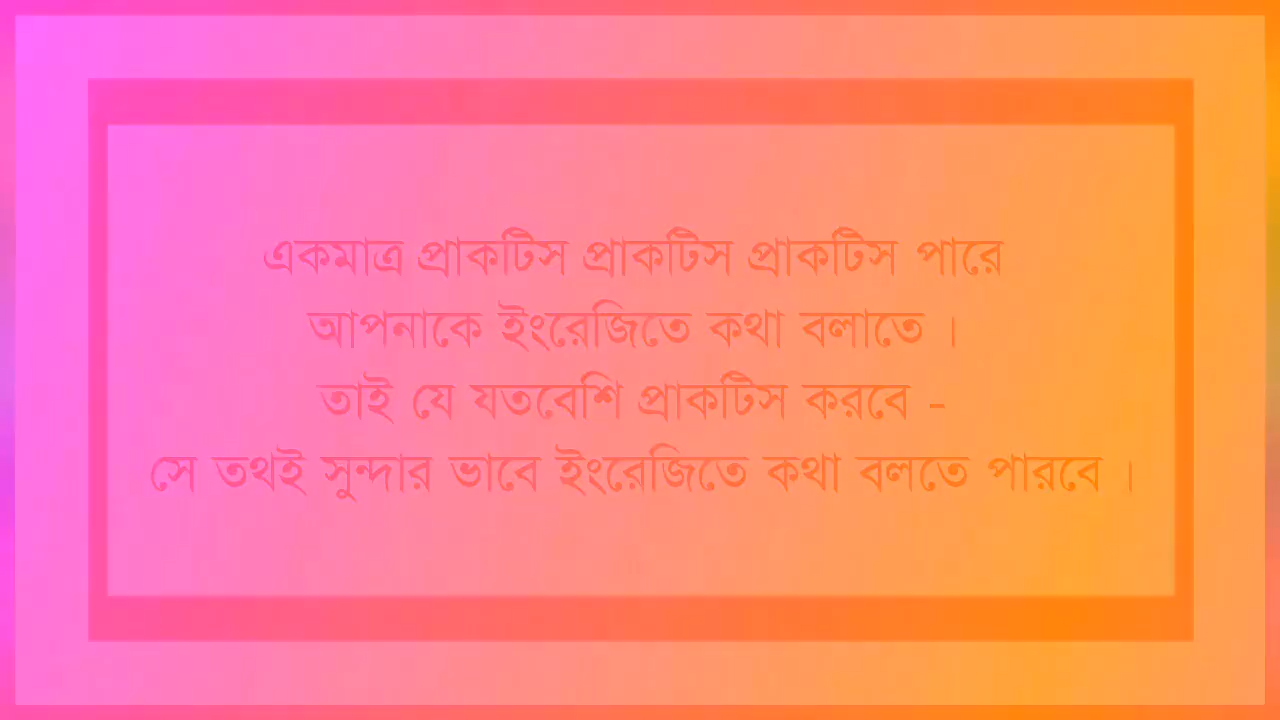 একমাত্র প্রাকটিস প্রাকটিস প্রাকটিস পারে
আপনাকে ইংরেজিতে কথা বলাতে ।
তাই যে যতবেশি প্রাকটিস করবে -
সে তথই সুন্দার ভাবে ইংরেজিতে কথা বলতে পারবে ।